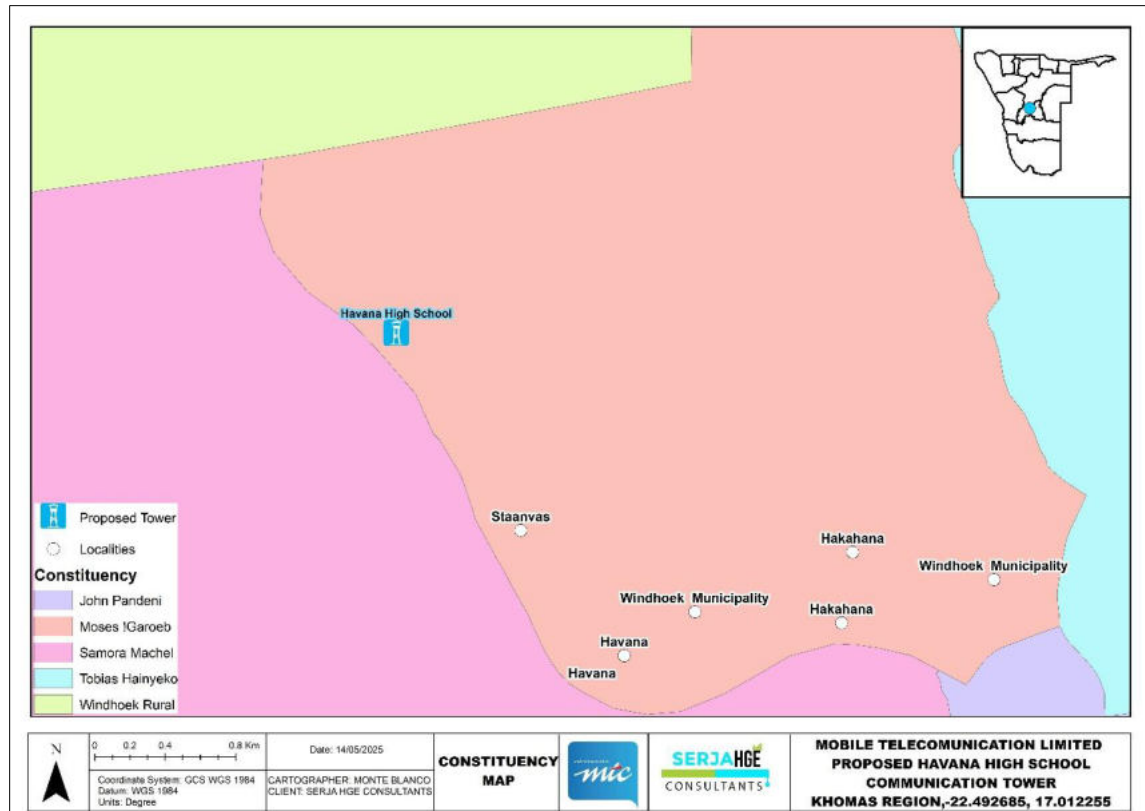 Havana High School
Staanvas
Hakahana
Windhoek Municipality
Windhoek Municipality
Hakahana
Havana
Havana
Proposed Tower
Localities
Constituency
John Pandeni
Moses !Garoeb
Samora Machel
Tobias Hainyeko
Windhoek Rural
N
0 0.2 0.4 0.8 Km
Coordinate System: GCS WGS 1984
Datum: WGS 1984
Units: Degree
Date: 14/05/2025
CARTOGRAPHER: MONTE BLANCO
CLIENT: SERJA HGE CONSULTANTS
CONSTITUENCY
MAP
SERJA HGE
CONSULTANTS
MOBILE TELECOMUNICATION LIMITED
PROPOSED HAVANA HIGH SCHOOL
COMMUNICATION TOWER
KHOMAS REGION,-22.492685, 17.012255